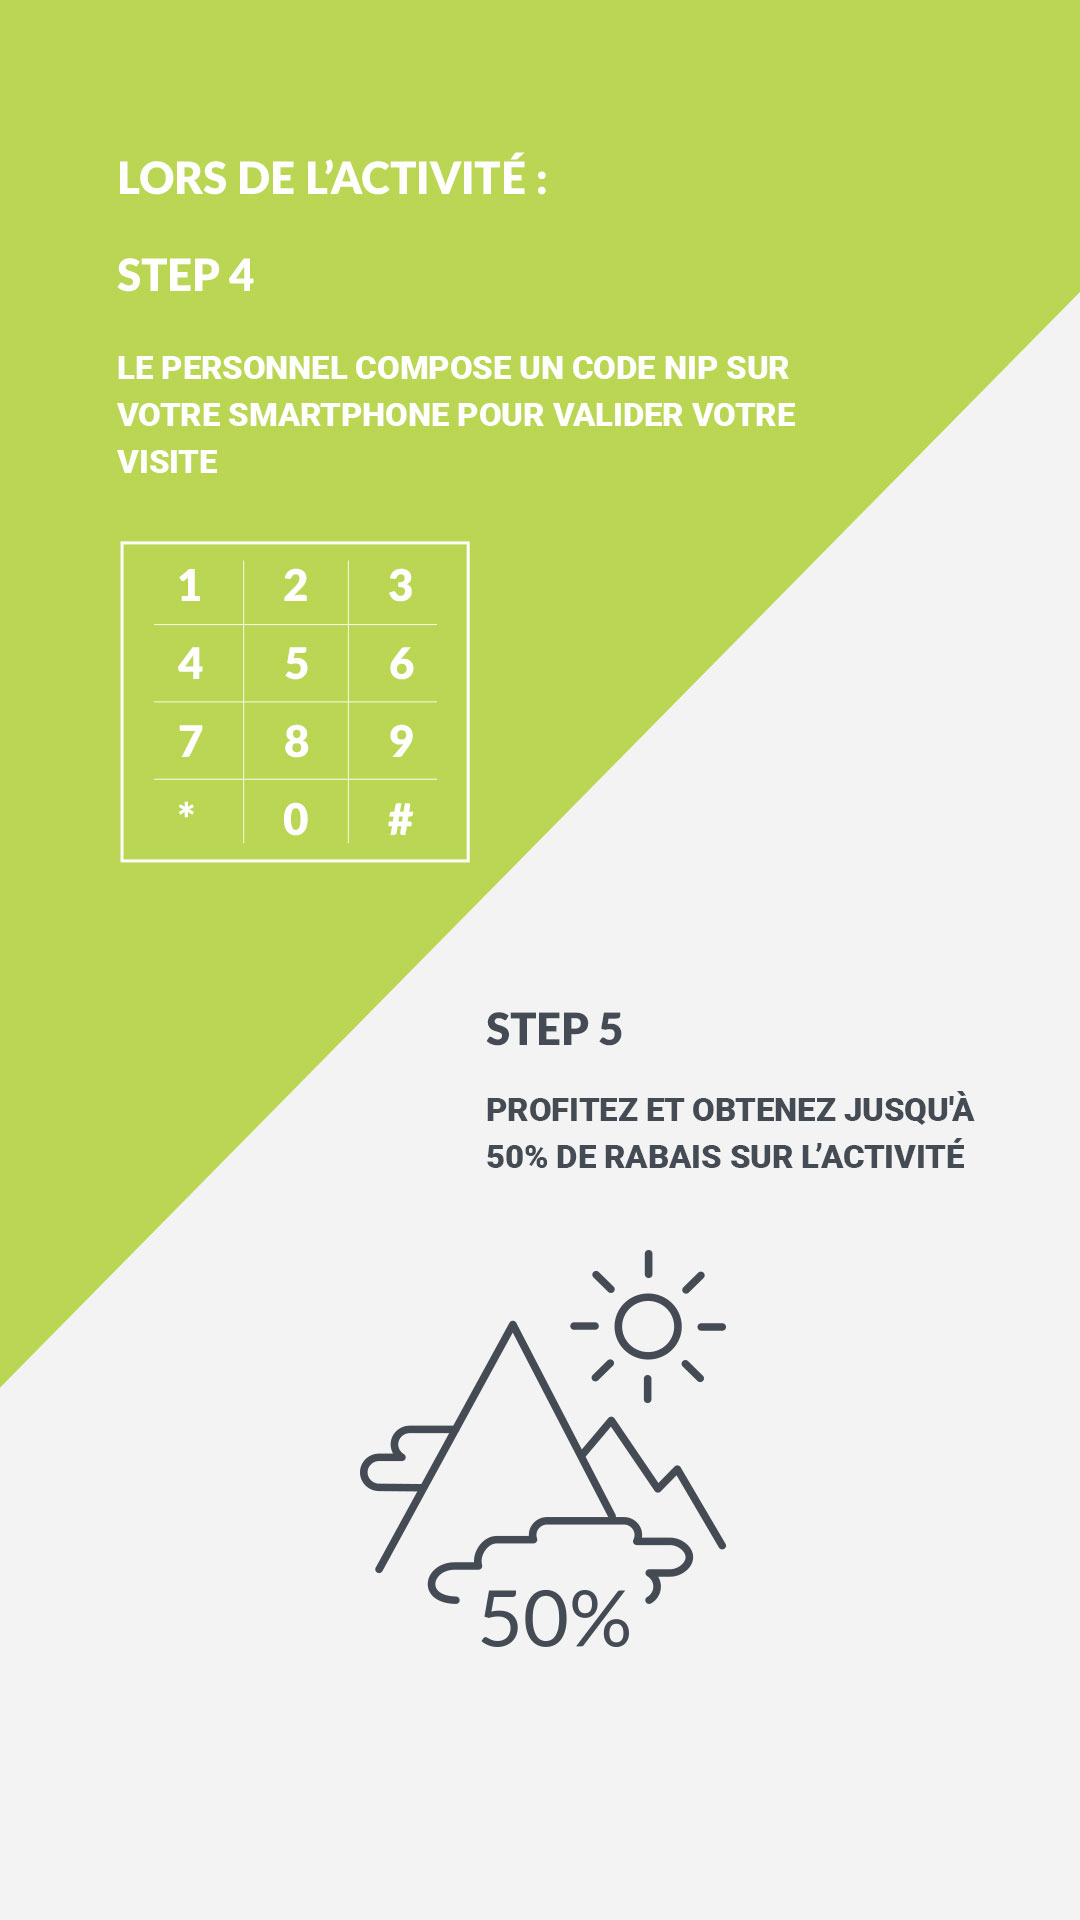 LORS DE L’ACTIVITÉ :
STEP 4
LE PERSONNEL COMPOSE UN CODE NIP SUR
VOTRE SMARTPHONE POUR VALIDER VOTRE
VISITE
1 2 3
4 5 6
7 8 9
* 0 #
STEP 5
PROFITEZ ET OBTENEZ JUSQU'À
50% DE RABAIS SUR L’ACTIVITÉ
50%